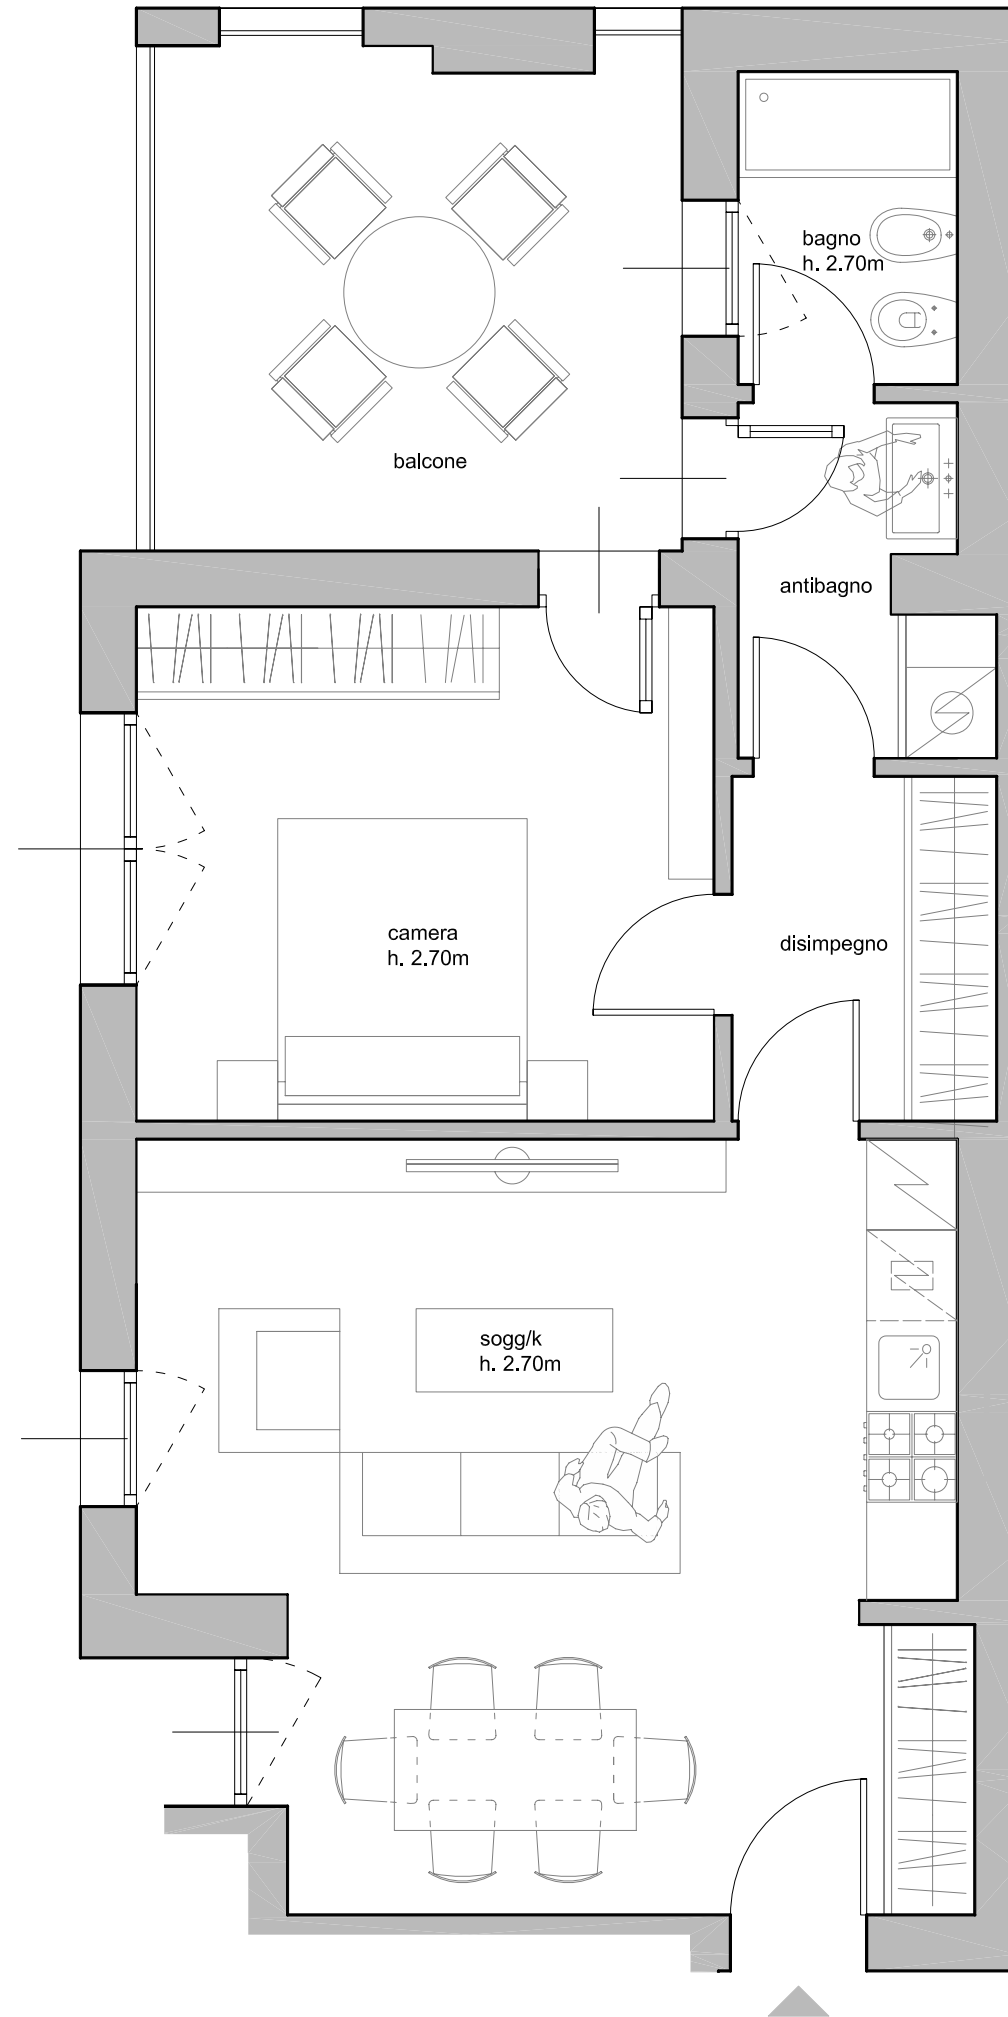 bagno
h. 2.70m
balcone
antibagno
camera
h. 2.70m
disimpegno
sogg/k
h. 2.70m